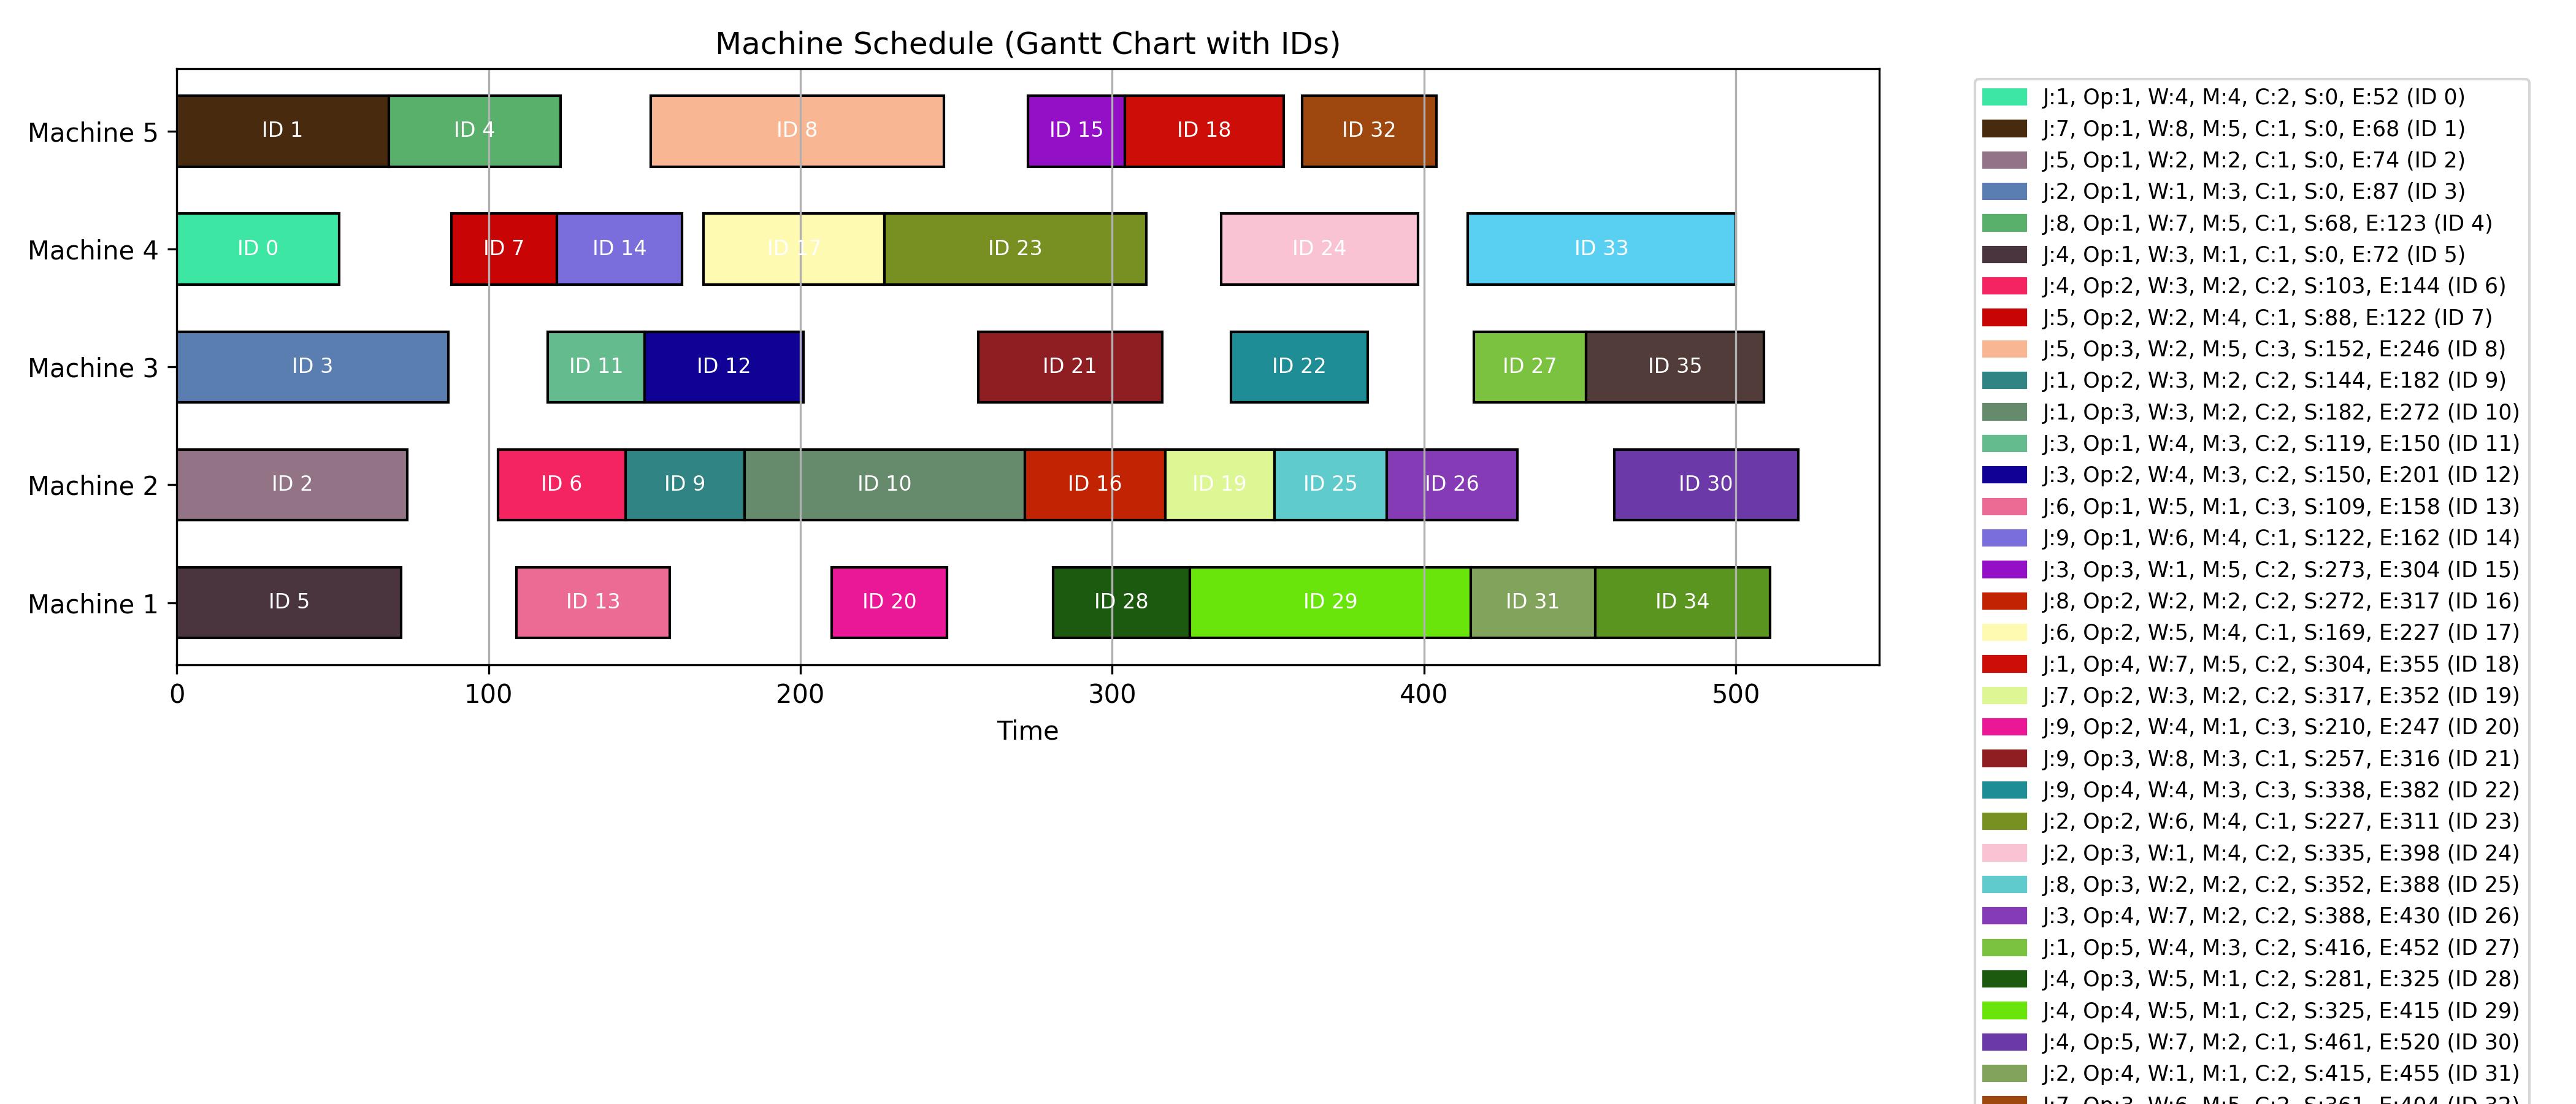 Machine Schedule (Gantt Chart with IDs)
Machine 5
ID 1
ID 4
ID 8
ID 15
ID 18
ID 32
Machine 4
ID 0
ID 7
ID 14
ID 17
ID 23
ID 24
ID 33
Machine 3
ID 3
ID 11
ID 12
ID 21
ID 22
ID 27
ID 35
Machine 2
ID 2
ID 6
ID 9
ID 10
ID 16
ID 19
ID 25
ID 26
ID 30
Machine 1
ID 5
ID 13
ID 20
ID 28
ID 29
ID 31
ID 34
0 100 200 300 400 500
Time
J:1, Op:1, W:4, M:4, C:2, S:0, E:52 (ID 0)
J:7, Op:1, W:8, M:5, C:1, S:0, E:68 (ID 1)
J:5, Op:1, W:2, M:2, C:1, S:0, E:74 (ID 2)
J:2, Op:1, W:1, M:3, C:1, S:0, E:87 (ID 3)
J:8, Op:1, W:7, M:5, C:1, S:68, E:123 (ID 4)
J:4, Op:1, W:3, M:1, C:1, S:0, E:72 (ID 5)
J:4, Op:2, W:3, M:2, C:2, S:103, E:144 (ID 6)
J:5, Op:2, W:2, M:4, C:1, S:88, E:122 (ID 7)
J:5, Op:3, W:2, M:5, C:3, S:152, E:246 (ID 8)
J:1, Op:2, W:3, M:2, C:2, S:144, E:182 (ID 9)
J:1, Op:3, W:3, M:2, C:2, S:182, E:272 (ID 10)
J:3, Op:1, W:4, M:3, C:2, S:119, E:150 (ID 11)
J:3, Op:2, W:4, M:3, C:2, S:150, E:201 (ID 12)
J:6, Op:1, W:5, M:1, C:3, S:109, E:158 (ID 13)
J:9, Op:1, W:6, M:4, C:1, S:122, E:162 (ID 14)
J:3, Op:3, W:1, M:5, C:2, S:273, E:304 (ID 15)
J:8, Op:2, W:2, M:2, C:2, S:272, E:317 (ID 16)
J:6, Op:2, W:5, M:4, C:1, S:169, E:227 (ID 17)
J:1, Op:4, W:7, M:5, C:2, S:304, E:355 (ID 18)
J:7, Op:2, W:3, M:2, C:2, S:317, E:352 (ID 19)
J:9, Op:2, W:4, M:1, C:3, S:210, E:247 (ID 20)
J:9, Op:3, W:8, M:3, C:1, S:257, E:316 (ID 21)
J:9, Op:4, W:4, M:3, C:3, S:338, E:382 (ID 22)
J:2, Op:2, W:6, M:4, C:1, S:227, E:311 (ID 23)
J:2, Op:3, W:1, M:4, C:2, S:335, E:398 (ID 24)
J:8, Op:3, W:2, M:2, C:2, S:352, E:388 (ID 25)
J:3, Op:4, W:7, M:2, C:2, S:388, E:430 (ID 26)
J:1, Op:5, W:4, M:3, C:2, S:416, E:452 (ID 27)
J:4, Op:3, W:5, M:1, C:2, S:281, E:325 (ID 28)
J:4, Op:4, W:5, M:1, C:2, S:325, E:415 (ID 29)
J:4, Op:5, W:7, M:2, C:1, S:461, E:520 (ID 30)
J:2, Op:4, W:1, M:1, C:2, S:415, E:455 (ID 31)
J:7, Op:3, W:6, M:5, C:2, S:361, E:404 (ID 32)